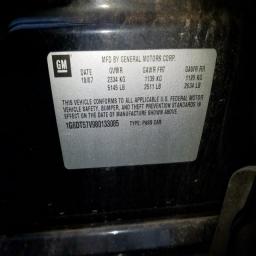 GM
MFD BY GENERAL MOTORS CORP.
DATE GVWR GAWR FRT GAWR RR
10/07 2334 KG 1139 KG 1195 KG
5145 LB 2511 LB 2634 LB
THIS VEHICLE CONFORMS TO ALL APPLICABLE U.S. FEDERAL MOTOR
VEHICLE SAFETY, BUMPER, AND THEFT PREVENTION STANDARDS IN
EFFECT ON THE DATE OF MANUFACTURE SHOWN ABOVE.
TYPE: PASS CAR